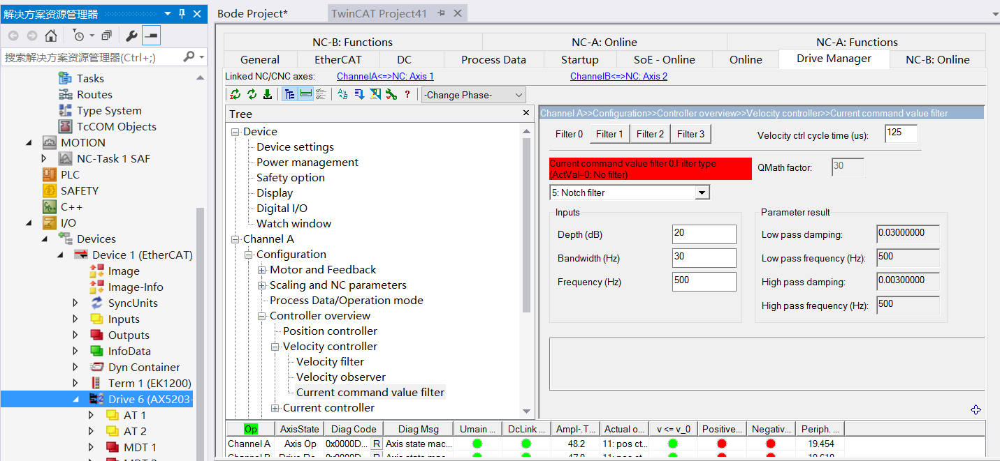 解决方案资源管理器
搜索解决方案资源管理器(Ctrl+;)
Tasks
Routes
Type System
TcCOM Objects
MOTION
NC-Task 1 SAF
PLC
SAFETY
C++
I/O
Devices
Device 1 (EtherCAT)
Image
Image-Info
SyncUnits
Inputs
Outputs
InfoData
Dyn Container
Term 1 (EK1200)
Drive 6 (AX5203-
AT 1
AT 2
MDT 1
Bode Project*
TwinCAT Project41
NC-B: Functions
NC-A: Online
NC-A: Functions
General
EtherCAT
DC
Process Data
Startup
SoE - Online
Online
Drive Manager
NC-B: Online
Linked NC/CNC axes:
ChannelA<=>NC: Axis 1
ChannelB<=>NC: Axis 2
-Change Phase-
Tree
Device
Device settings
Power management
Safety option
Display
Digital I/O
Watch window
Channel A
Configuration
Motor and Feedback
Scaling and NC parameters
Process Data/Operation mode
Controller overview
Position controller
Velocity controller
Velocity filter
Velocity observer
Current command value filter
Current controller
Channel A>>Configuration>>Controller overview>>Velocity controller>>Current command value filter
Filter 0
Filter 1
Filter 2
Filter 3
Velocity ctrl cycle time (us):
125
Current command value filter 0.Filter type
(ActVal=0: No filter)
QMath factor:
30
5: Notch filter
Inputs
Depth (dB)
20
Bandwidth (Hz)
30
Frequency (Hz)
500
Parameter result
Low pass damping:
0.03000000
Low pass frequency (Hz):
500
High pass damping:
0.00300000
High pass frequency (Hz):
500
Op
AxisState
Diag Code
Diag Msg
Umain ...
DcLink ...
Ampl-.T...
Actual o...
v <= v_0
Positive...
Negativ...
Periph. ...
Channel A
Axis Op
0x0000D...
R
Axis state mac...
48.2
11: pos ct...
19.454